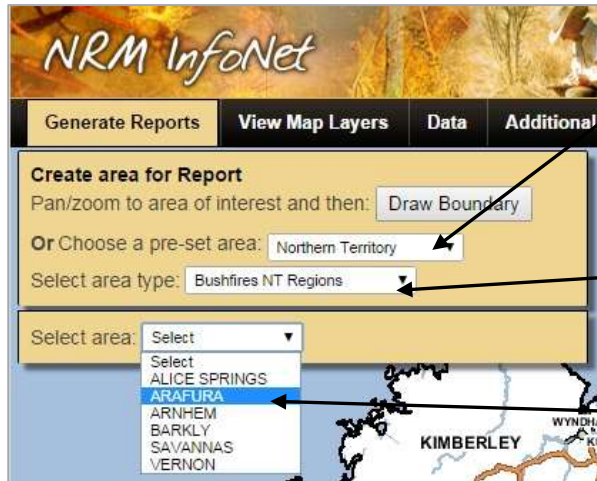 NRM InfoNet
Generate Reports View Map Layers Data Additional
Create area for Report
Pan/zoom to area of interest and then: Draw Boundary
Or Choose a pre-set area: Northern Territory
Select area type: Bushfires NT Regions
Select area: Select
Select
ALICE SPRINGS
ARAFURA
ARNHEM
BARKLY
SAVANNAS
VERNON
KIMBERLEY